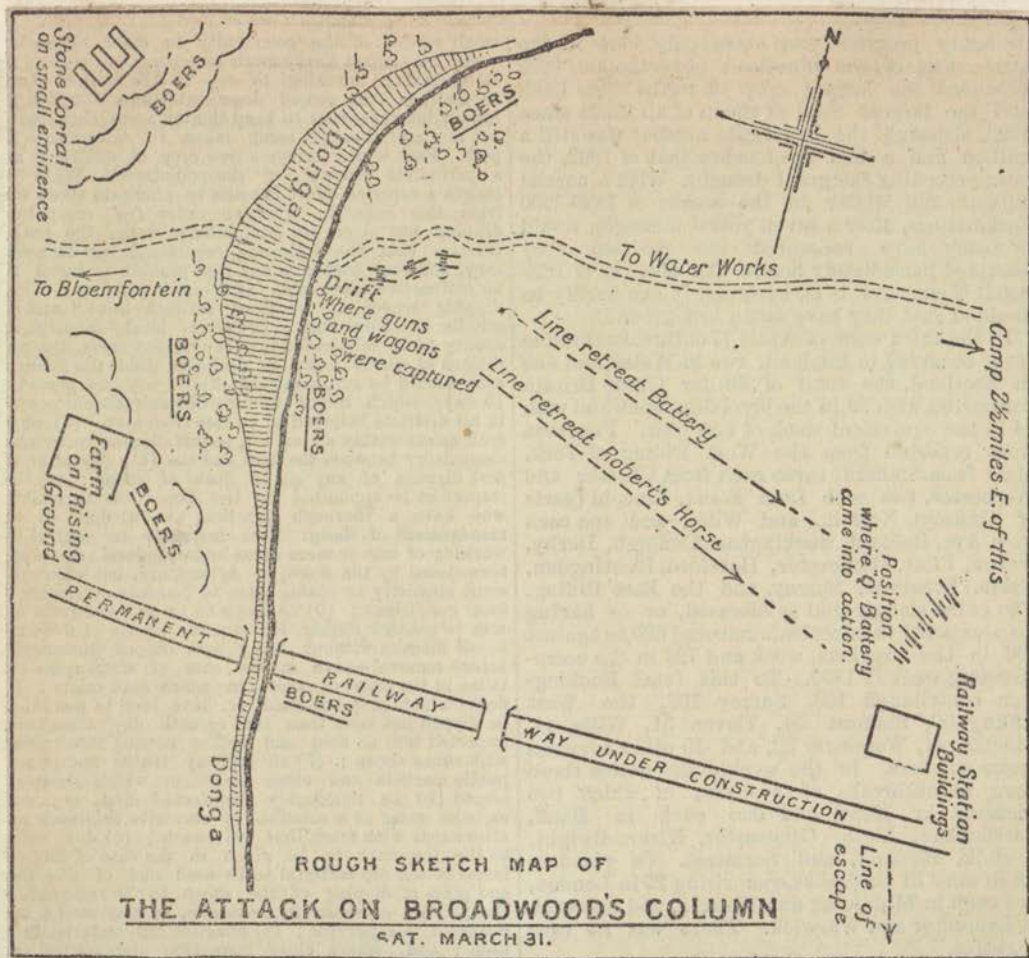 Stone Corral
on small eminence
BOERS
Donga
BOERS
N
To Water Works
To Bloemfontein
Drift
Where guns
and wagons
were captured
BOERS
BOERS
Line retreat Battery
Line retreat Robert's Horse
Camp 2½ miles E. of this
Position
where "Q" Battery
came into action.
Farm
on Rising
Ground
BOERS
PERMANENT
RAILWAY
BOERS
WAY UNDER CONSTRUCTION
Railway Station
Buildings
Line of
escape
Donga
ROUGH SKETCH MAP OF
THE ATTACK ON BROADWOOD'S COLUMN
SAT. MARCH 31.